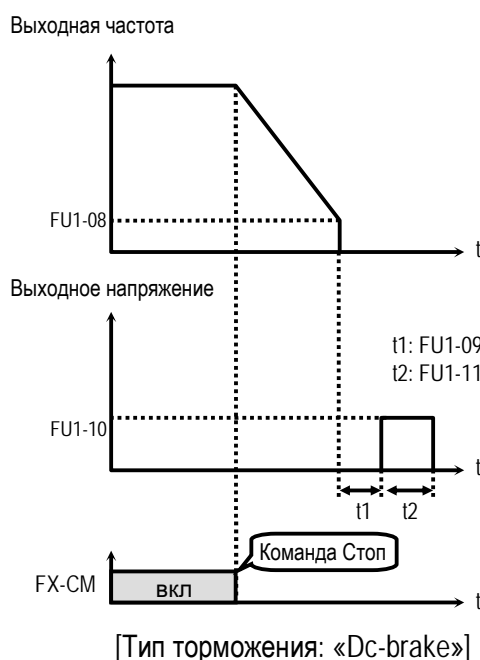 Выходная частота
FU1-08
t
Выходное напряжение
t1: FU1-09
t2: FU1-11
FU1-10
t
t1 t2
Команда Стоп
FX-CM
вкл
t
[Тип торможения: «Dc-brake»]